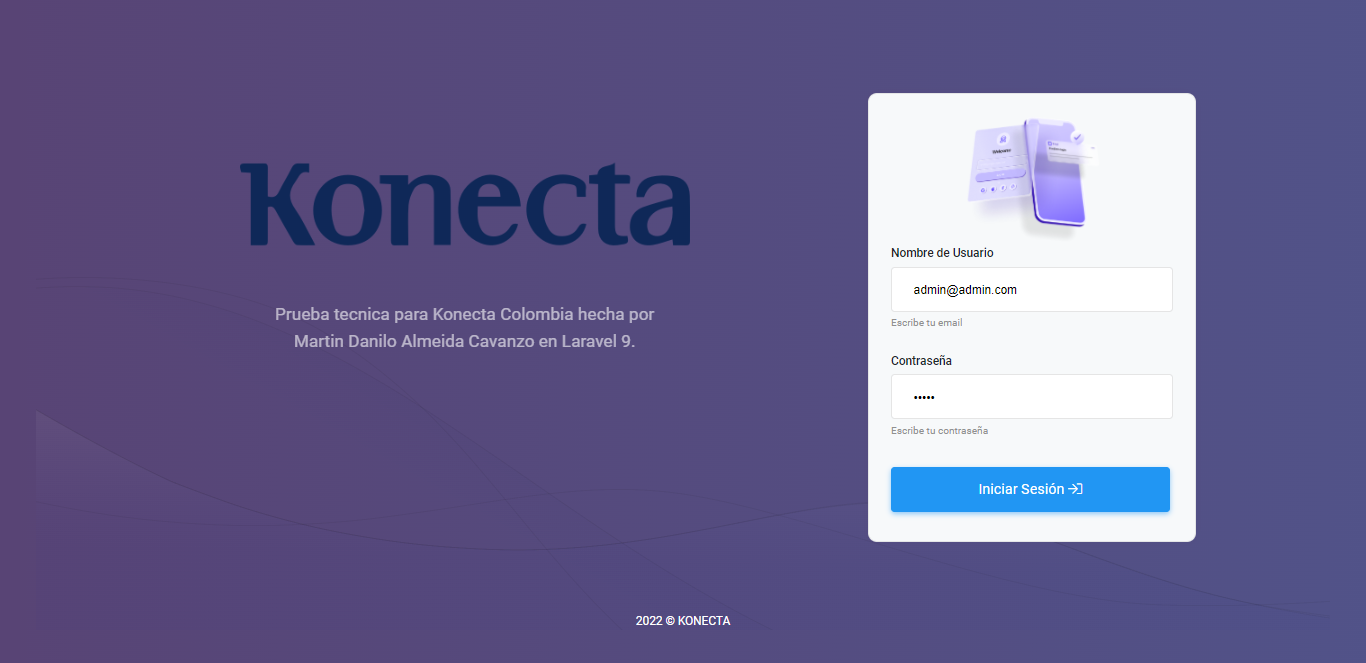 Konecta
Prueba tecnica para Konecta Colombia hecha por
Martin Danilo Almeida Cavanzo en Laravel 9.
Welcome
Nombre de Usuario
admin@admin.com
Escribe tu email
Contraseña
•••••
Escribe tu contraseña
Iniciar Sesión
2022 © KONECTA